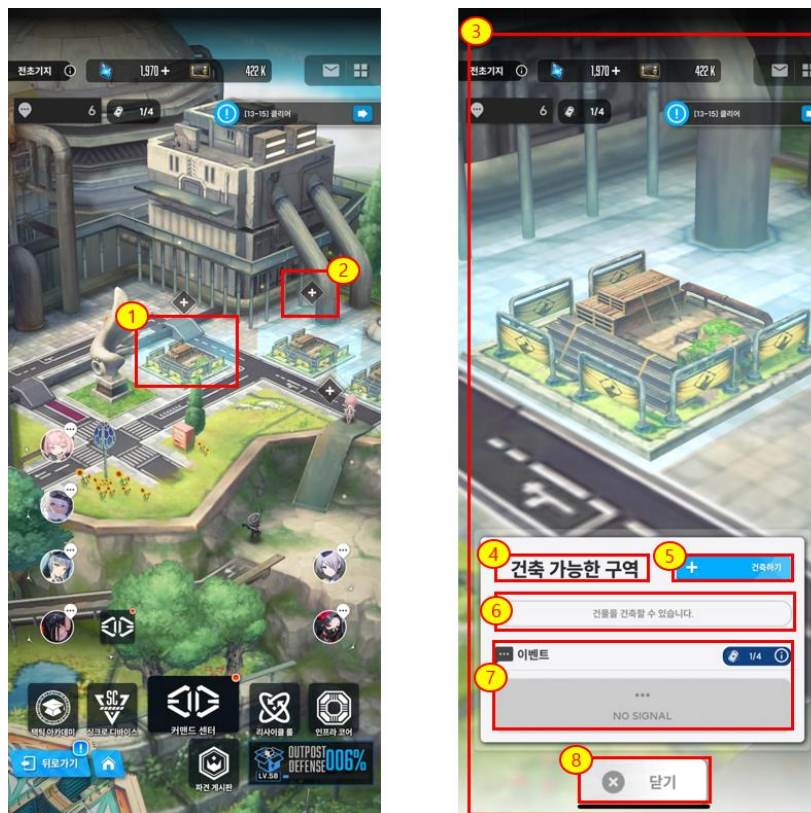 전초기지
1,970 +
422 K
6
1/4
[13-15] 클리어
2
1
택틱 아카데미
싱크로 디바이스
SC
커맨드 센터
리사이클 룸
인프라 코어
뒤로가기
파견 게시판
LV.58
OUTPOST
DEFENSE 006%
3
전초기지
1,970 +
422 K
6
1/4
[13-15] 클리어
4
건축 가능한 구역
5
+ 건축하기
6
건물을 건축할 수 있습니다.
이벤트
1/4
7
NO SIGNAL
8
닫기